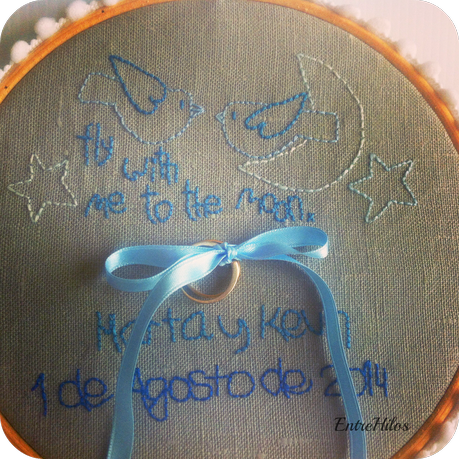 fly with
me to the moon.
Marta y Kevin
1 de Agosto de 2014
EntreHilos